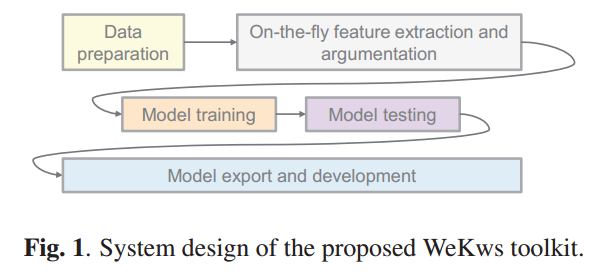 Data
preparation
On-the-fly feature extraction and
argumentation
Model training
Model testing
Model export and development
Fig. 1. System design of the proposed WeKws toolkit.